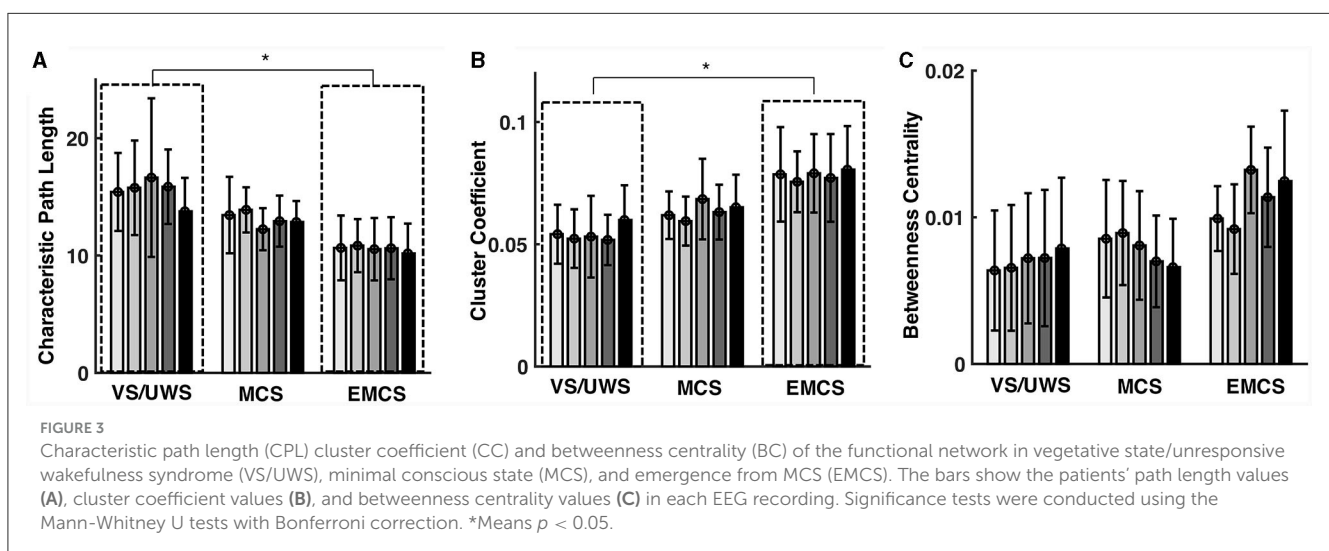 A
*
Characteristic Path Length
20
10
0
VS/UWS MCS EMCS
B
*
Cluster Coefficient
0.1
0.05
0
VS/UWS MCS EMCS
C
Betweenness Centrality
0.02
0.01
0
VS/UWS MCS EMCS
FIGURE 3
Characteristic path length (CPL) cluster coefficient (CC) and betweenness centrality (BC) of the functional network in vegetative state/unresponsive
wakefulness syndrome (VS/UWS), minimal conscious state (MCS), and emergence from MCS (EMCS). The bars show the patients' path length values
(A), cluster coefficient values (B), and betweenness centrality values (C) in each EEG recording. Significance tests were conducted using the
Mann-Whitney U tests with Bonferroni correction. *Means p < 0.05.